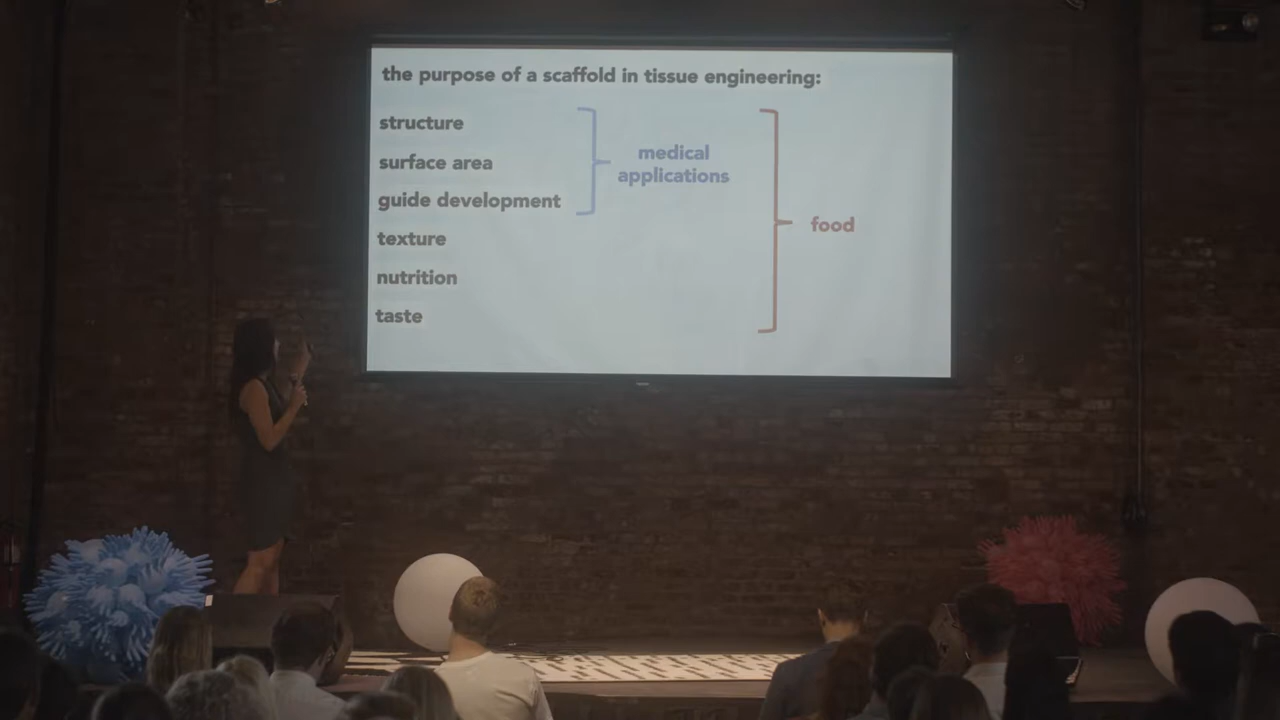 the purpose of a scaffold in tissue engineering:
structure
surface area
guide development
texture
nutrition
taste
medical
applications
food